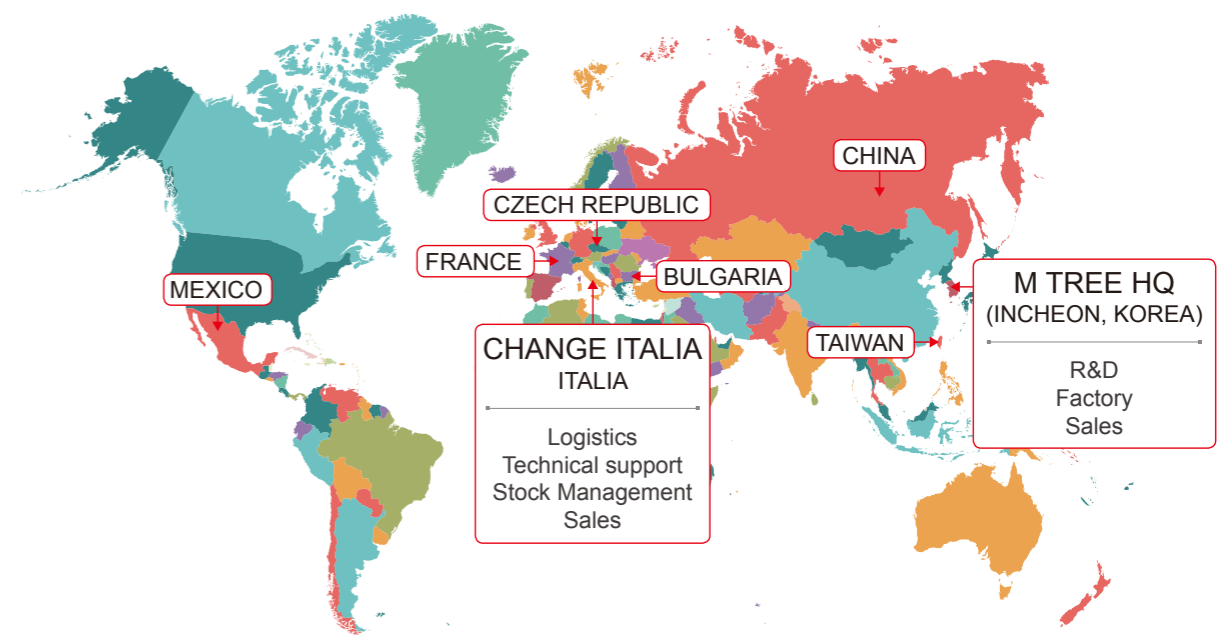 CHINA
CZECH REPUBLIC
FRANCE
BULGARIA
MEXICO
M TREE HQ
(INCHEON, KOREA)
R&D
Factory
Sales
TAIWAN
CHANGE ITALIA
ITALIA
Logistics
Technical support
Stock Management
Sales